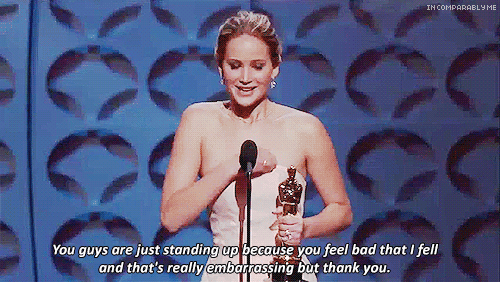 INCOMPARABLYME
You guys are just standing up because you feel bad that I fell
and that's really embarrassing but thank you.